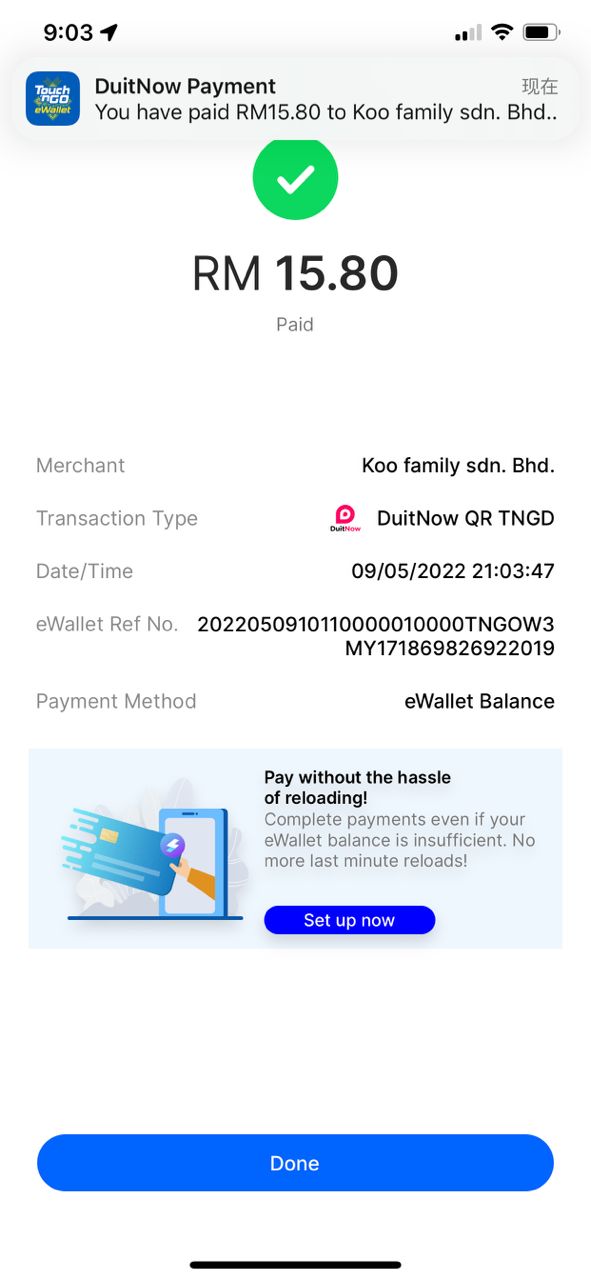 9:03
DuitNow Payment 现在
You have paid RM15.80 to Koo family sdn. Bhd..
Touch
'nGO
eWallet
RM 15.80
Paid
Merchant Koo family sdn. Bhd.
Transaction Type DuitNow DuitNow QR TNGD
Date/Time 09/05/2022 21:03:47
eWallet Ref No. 2022050910110000010000TNGOW3
MY171869826922019
Payment Method eWallet Balance
Pay without the hassle
of reloading!
Complete payments even if your
eWallet balance is insufficient. No
more last minute reloads!
Set up now
Done